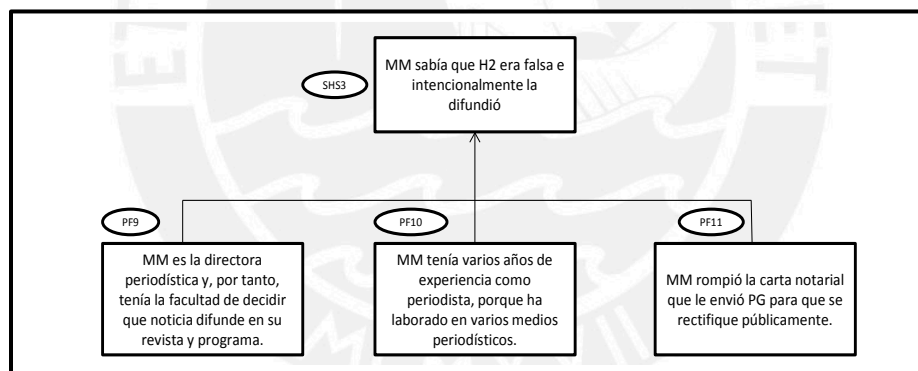 MM sabía que H2 era falsa e
intencionalmente la
difundió
SHS3
PF9
PF10
PF11
MM es la directora
periodística y, por tanto,
tenía la facultad de decidir
que noticia difunde en su
revista y programa.
MM tenía varios años de
experiencia como
periodista, porque ha
laborado en varios medios
periodísticos.
MM rompió la carta notarial
que le envió PG para que se
rectifique públicamente.